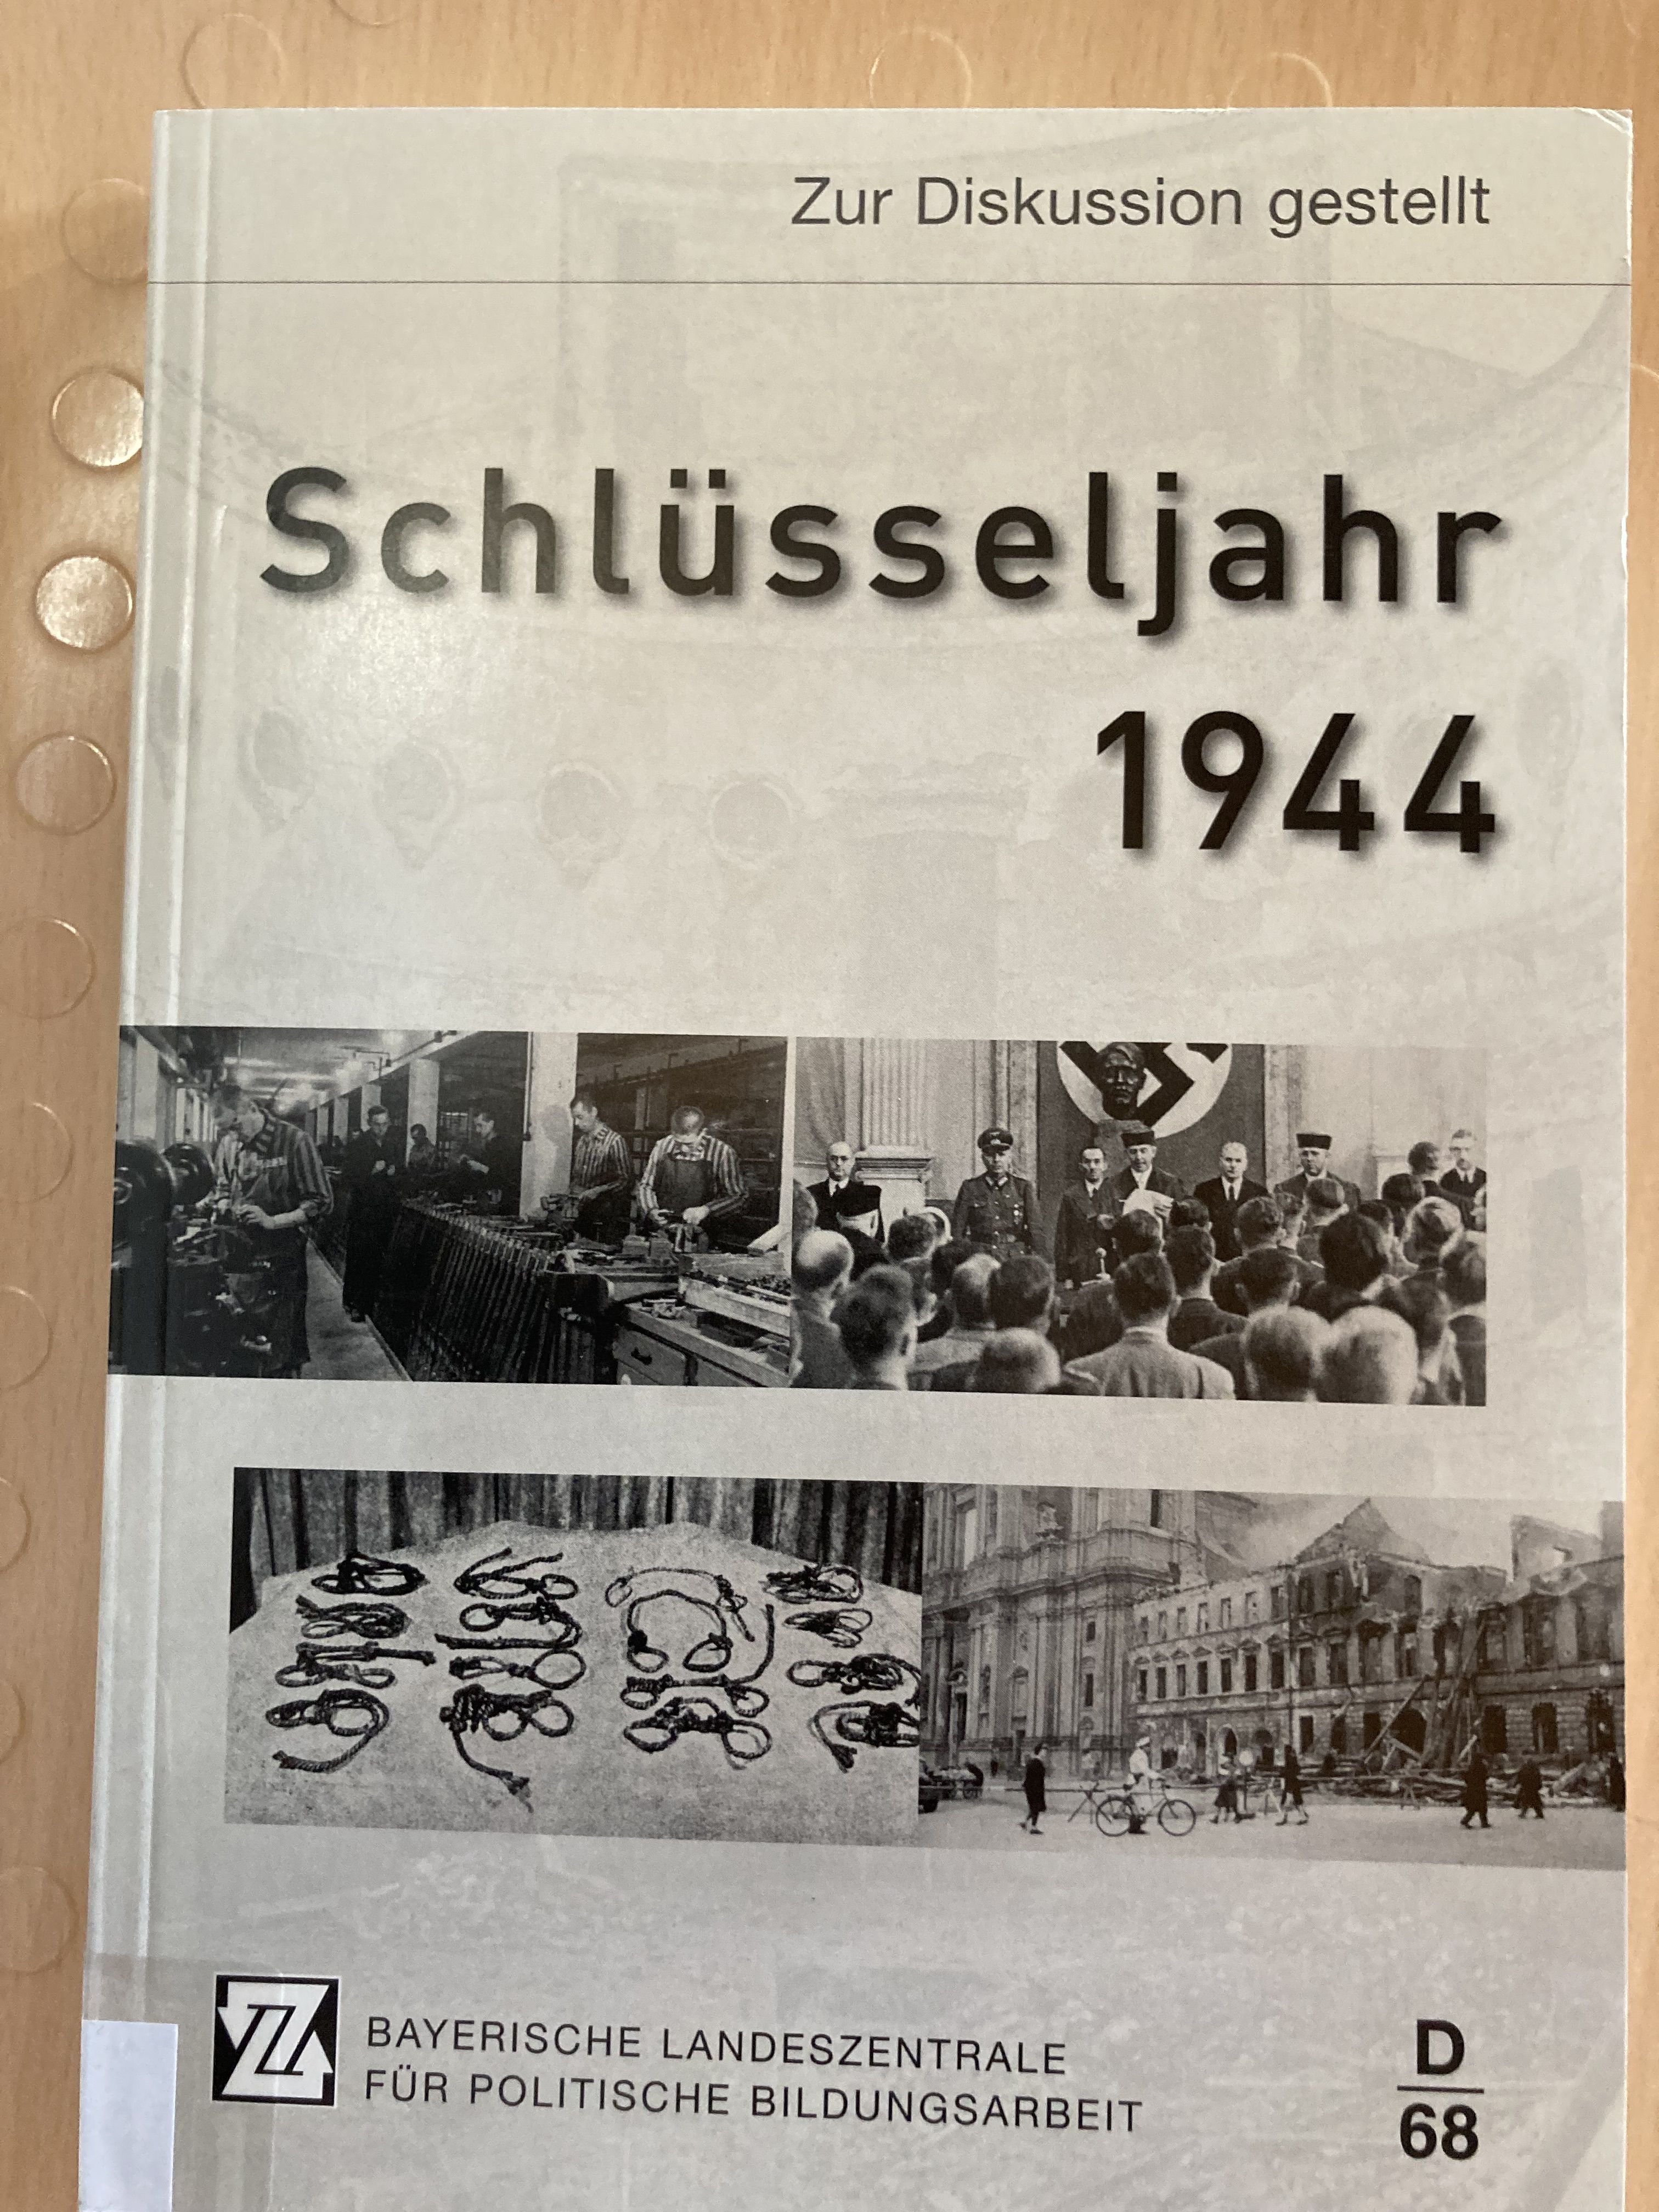 Zur Diskussion gestellt
Schlüsseljahr
1944
BAYERISCHE LANDESZENTRALE
FÜR POLITISCHE BILDUNGSARBEIT
D
68